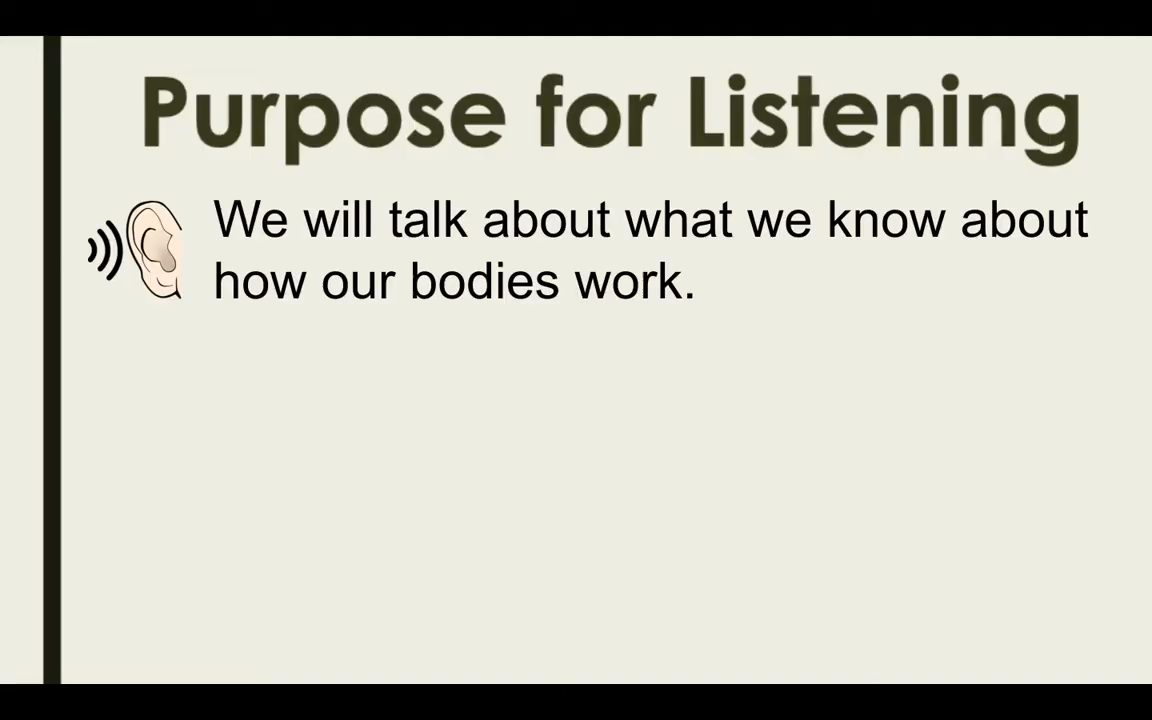 Purpose for Listening
We will talk about what we know about
how our bodies work.